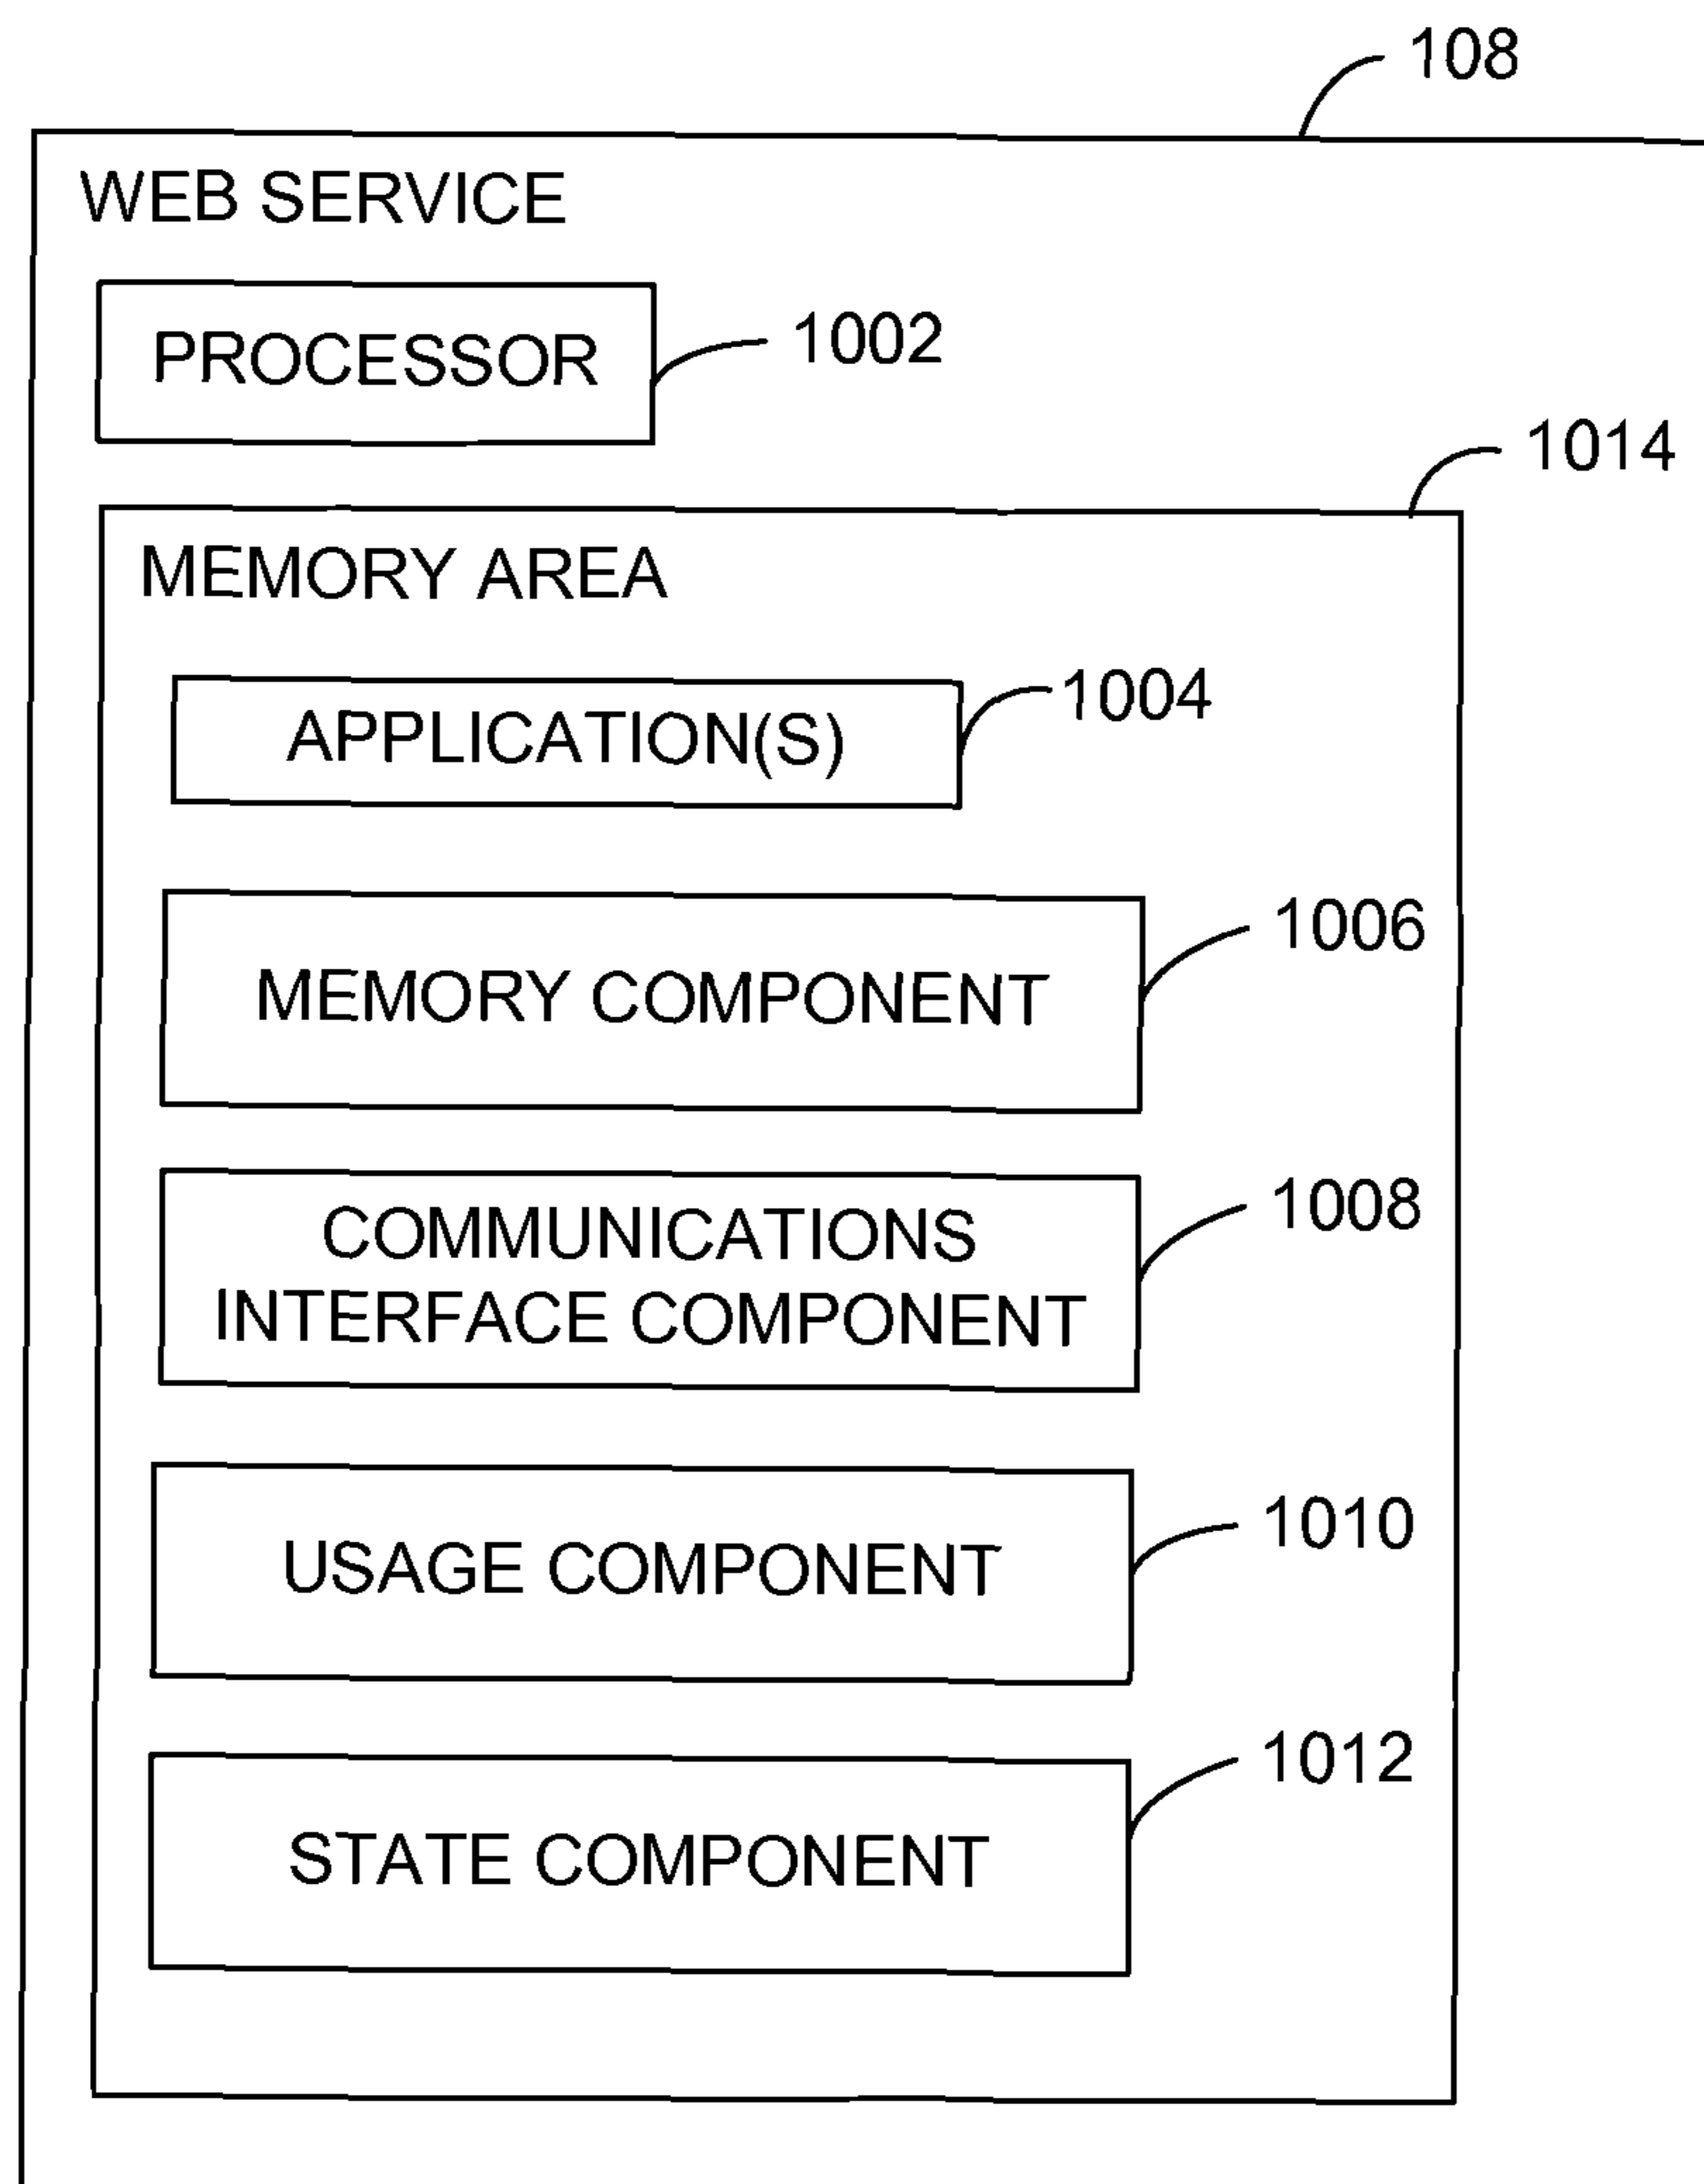 108
WEB SERVICE
PROCESSOR
1002
1014
MEMORY AREA
APPLICATION(S)
1004
MEMORY COMPONENT
1006
COMMUNICATIONS
INTERFACE COMPONENT
1008
USAGE COMPONENT
1010
STATE COMPONENT
1012